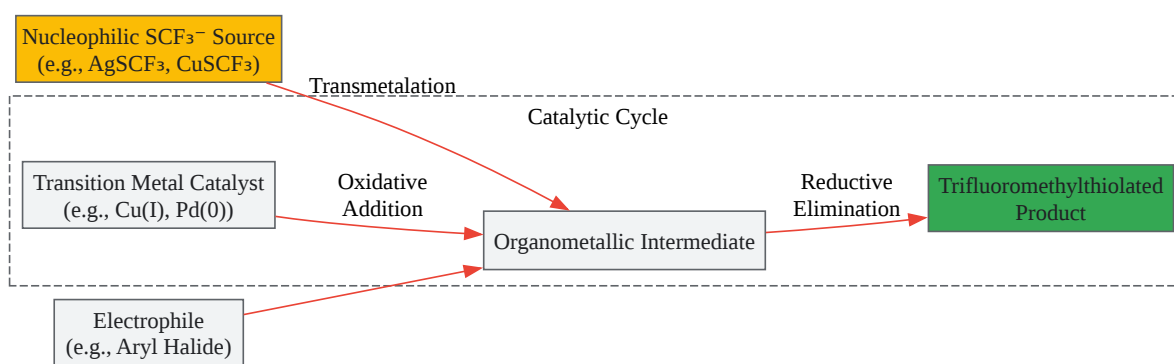 Nucleophilic SCF₃⁻ Source
(e.g., AgSCF₃, CuSCF₃)
Transmetalation
Catalytic Cycle
Transition Metal Catalyst
(e.g., Cu(I), Pd(0))
Oxidative
Addition
Organometallic Intermediate
Reductive
Elimination
Trifluoromethylthiolated
Product
Electrophile
(e.g., Aryl Halide)